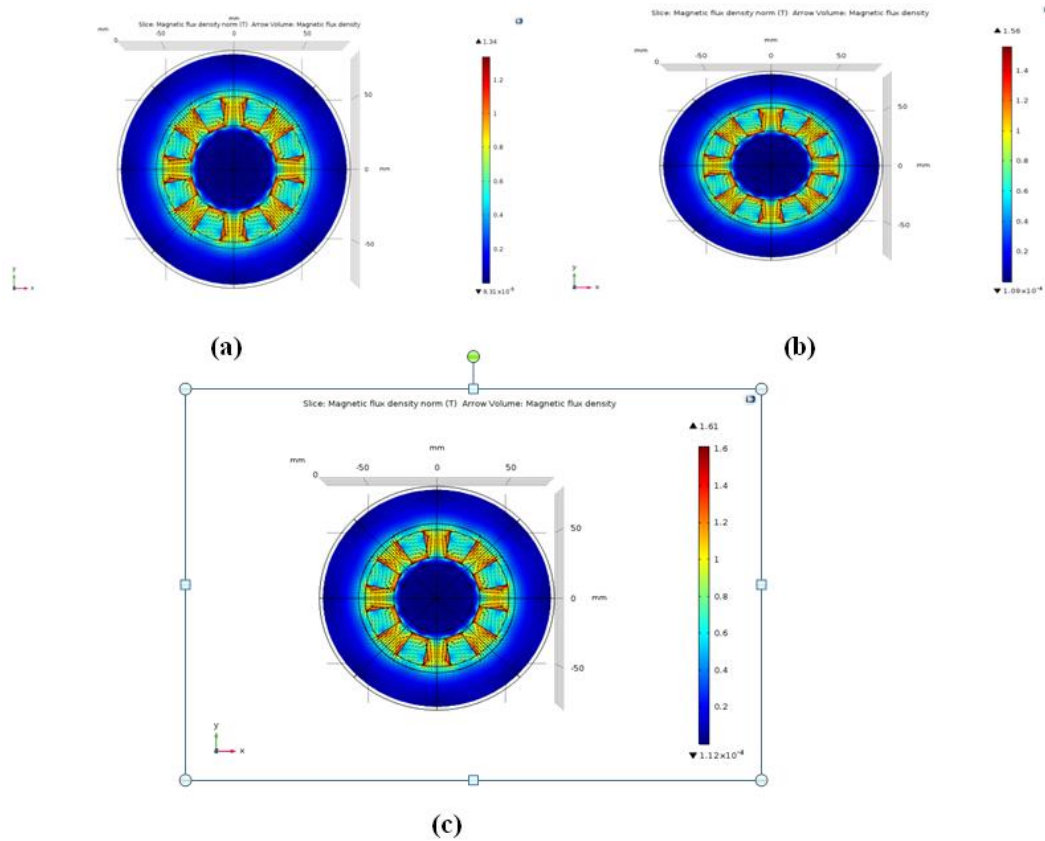 mm
Slice: Magnetic flux density norm (T) Arrow Volume: Magnetic flux density
mm
-50 0 50
0
1.34
1.2
1
0.8
0.6
0.4
0.2
50
0 mm
-50
y
x
(a)
Slice: Magnetic flux density norm (T) Arrow Volume: Magnetic flux density
mm
mm
-50 0 50
0
1.56
1.4
1.2
1
0.8
0.6
0.4
0.2
1.09×10⁻⁴
50
0 mm
-50
y
x
(b)
Slice: Magnetic flux density norm (T) Arrow Volume: Magnetic flux density
mm
mm
-50 0 50
0
1.61
1.6
1.4
1.2
1
0.8
0.6
0.4
0.2
1.12×10⁻⁴
50
0 mm
-50
y
x
(c)